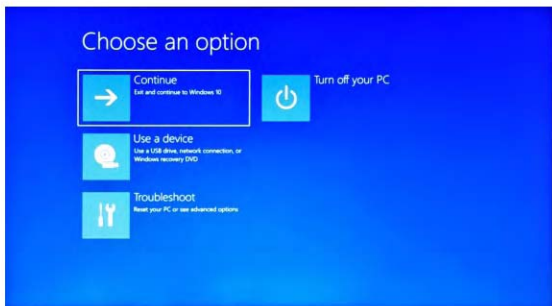 Choose an option
Continue
Exit and continue to Windows 10
Turn off your PC
Use a device
Use a USB drive, network connection, or
Windows recovery DVD
Troubleshoot
Reset your PC or see advanced options